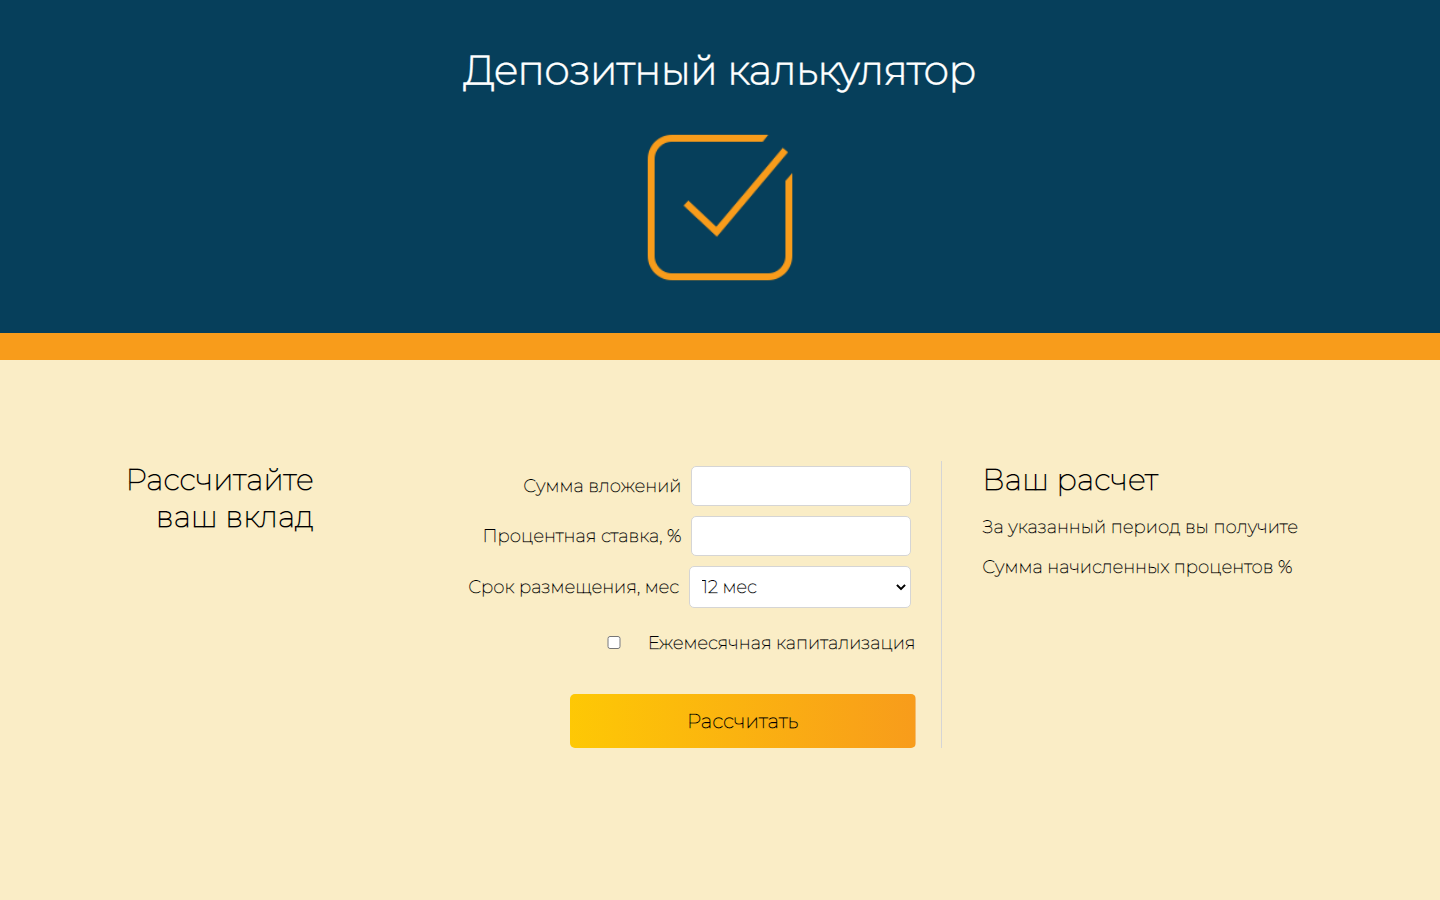 Депозитный калькулятор
Рассчитайте
ваш вклад
Сумма вложений
Процентная ставка, %
Срок размещения, мес
12 мес
Ежемесячная капитализация
Рассчитать
Ваш расчет
За указанный период вы получите
Сумма начисленных процентов %